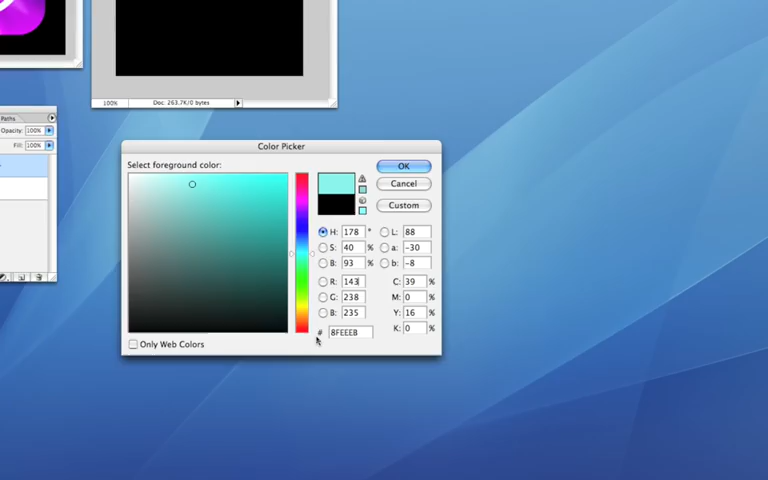 100% Doc: 263.7K/0 bytes
Paths
Opacity: 100%
Fill: 100%
Color Picker
Select foreground color:
OK
Cancel
Custom
H: 178 ° L: 88
S: 40 % a: -30
B: 93 % b: -8
R: 143 C: 39 %
G: 238 M: 0 %
B: 235 Y: 16 %
# 8FEEEB K: 0 %
Only Web Colors